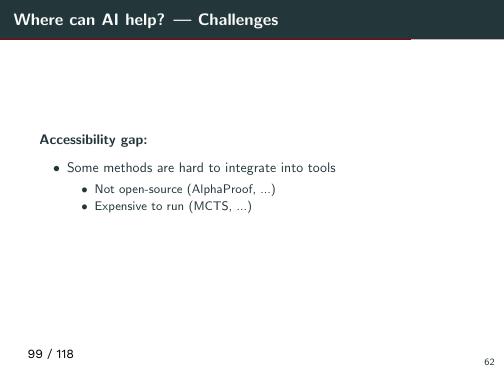 Where can AI help? — Challenges
Accessibility gap:
• Some methods are hard to integrate into tools
• Not open-source (AlphaProof, ...)
• Expensive to run (MCTS, ...)
99 / 118
62